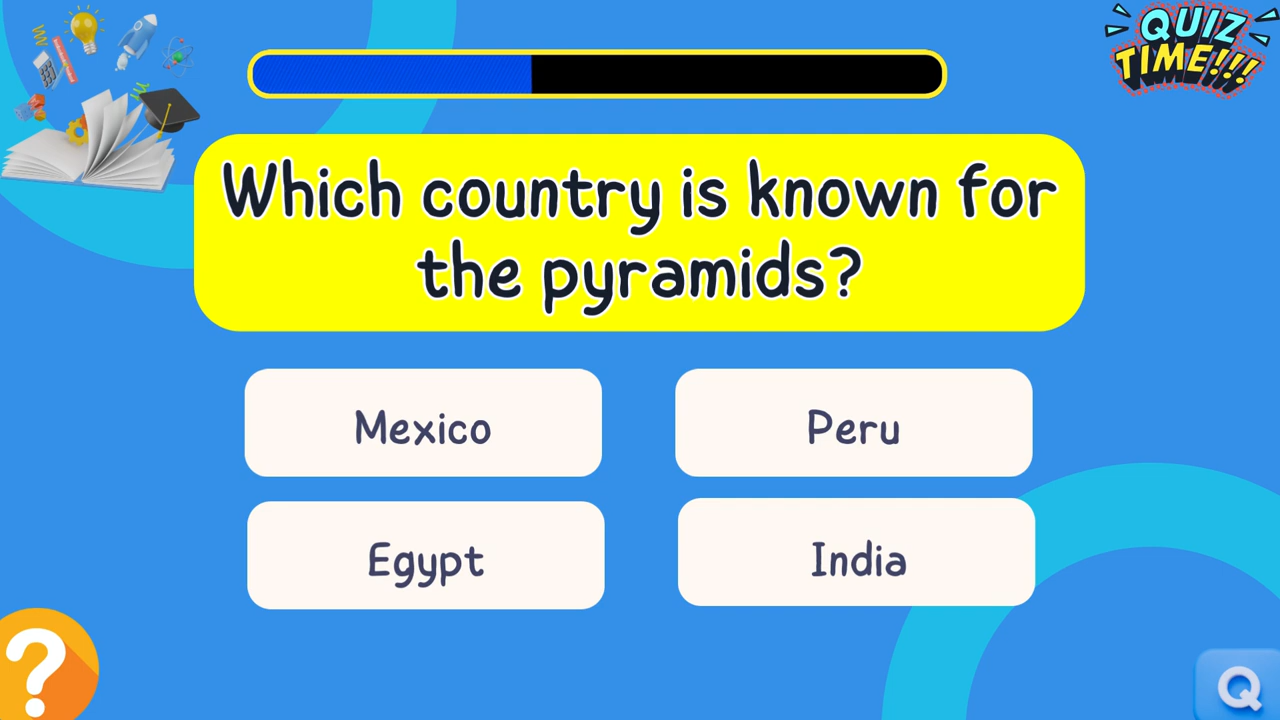 QUIZ
TIME!!!
Which country is known for
the pyramids?
Mexico
Peru
Egypt
India
?
Q